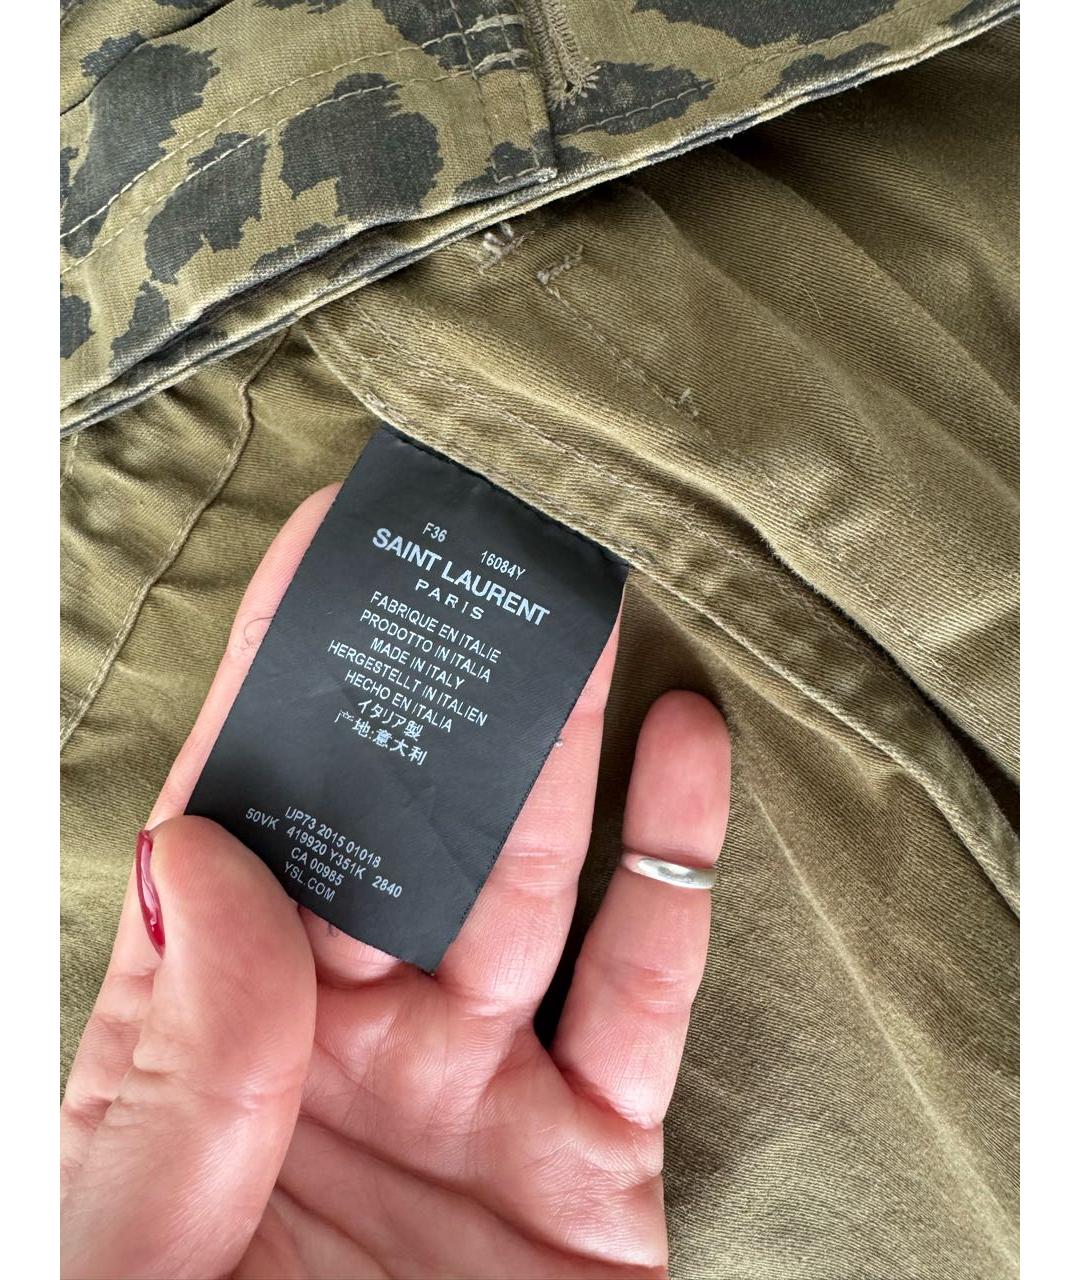 F36 16084Y
SAINT LAURENT
PARIS
FABRIQUE EN ITALIE
PRODOTTO IN ITALIA
MADE IN ITALY
HERGESTELLT IN ITALIEN
HECHO EN ITALIA
イタリア製
产地:意大利
UP73 2015 01018
50VK 419920 Y351K 2840
CA 00985
YSL.COM